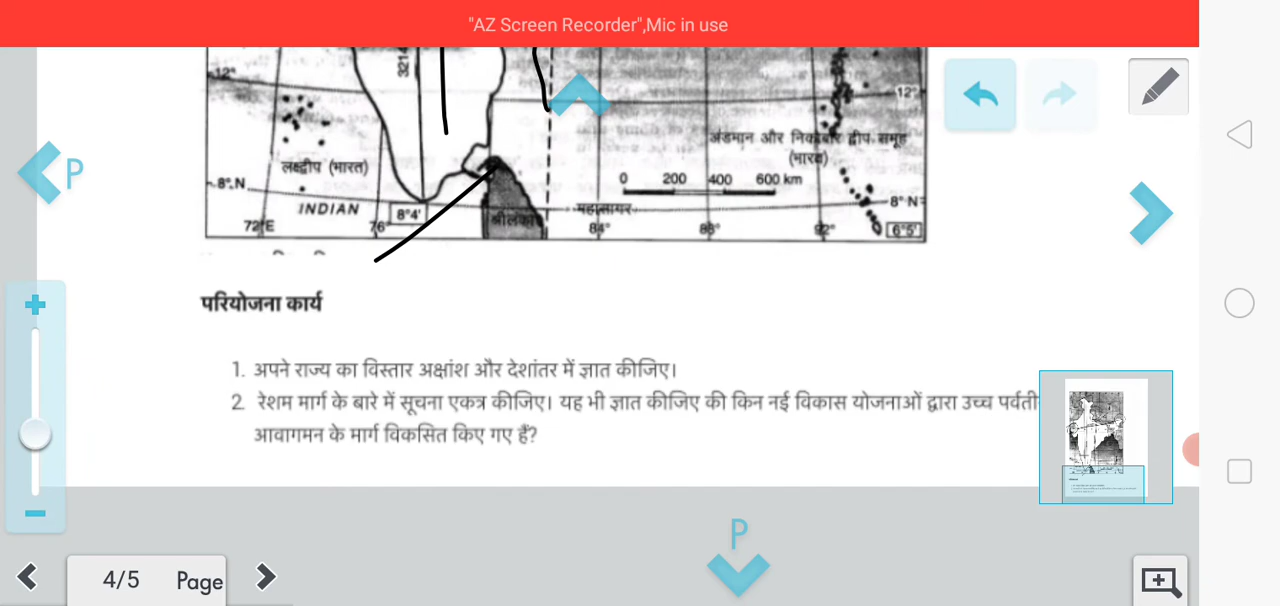 "AZ Screen Recorder",Mic in use
3214
12°
12°
अंडमान और निकोबार द्वीप समूह
(भारत)
लक्षद्वीप (भारत)
0 200 400 600 km
8° N
8° N
INDIAN
8°4'
श्रीलंका
महासागर
72°E
76°
84°
88°
92°
6°5'
P
परियोजना कार्य
1. अपने राज्य का विस्तार अक्षांश और देशांतर में ज्ञात कीजिए।
2. रेशम मार्ग के बारे में सूचना एकत्र कीजिए। यह भी ज्ञात कीजिए की किन नई विकास योजनाओं द्वारा उच्च पर्वती
आवागमन के मार्ग विकसित किए गए हैं?
P
4/5 Page